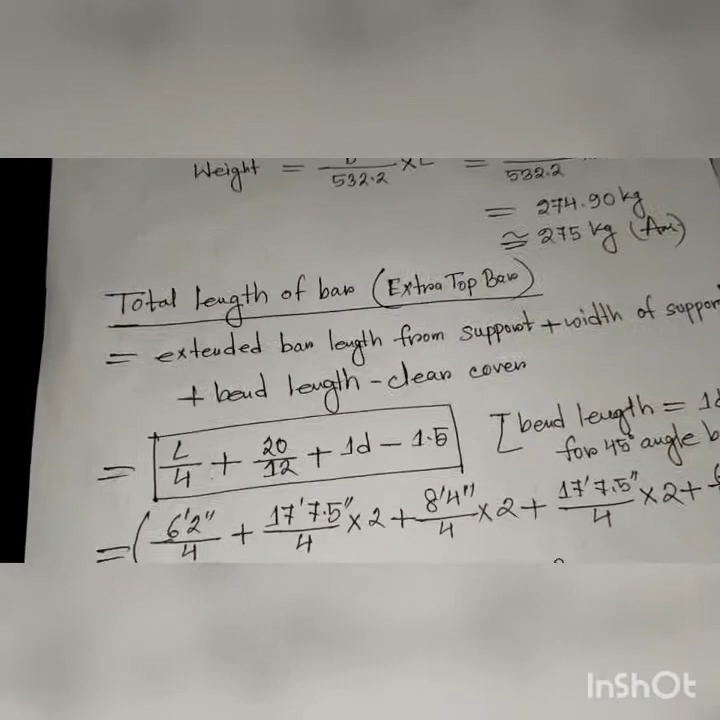 Weight = D/532.2 × L = /532.2
= 274.90 kg
≅ 275 kg (Ans)
Total length of bar (Extra Top Bar)
= extended bar length from support + width of suppor
+ bend length - clear cover
= L/4 + 20/12 + 1d - 1.5 [bend length = 1d
for 45° angle b
= (6'2"/4 + 17'7.5"/4 × 2 + 8'4"/4 × 2 + 17'7.5"/4 × 2 +
InShOt